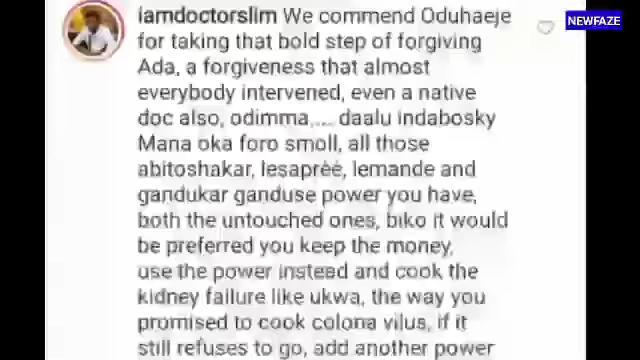 iamdoctorslim We commend Oduhaeje
NEWFAZE
for taking that bold step of forgiving
Ada, a forgiveness that almost
everybody intervened, even a native
doc also, odimma,... daalu indabosky
Mana oka foro smoll, all those
abitoshakar, lesaprèè, lemande and
gandukar ganduse power you have,
both the untouched ones, biko it would
be preferred you keep the money,
use the power instead and cook the
kidney failure like ukwa, the way you
promised to cook colona vilus, if it
still refuses to go, add another power